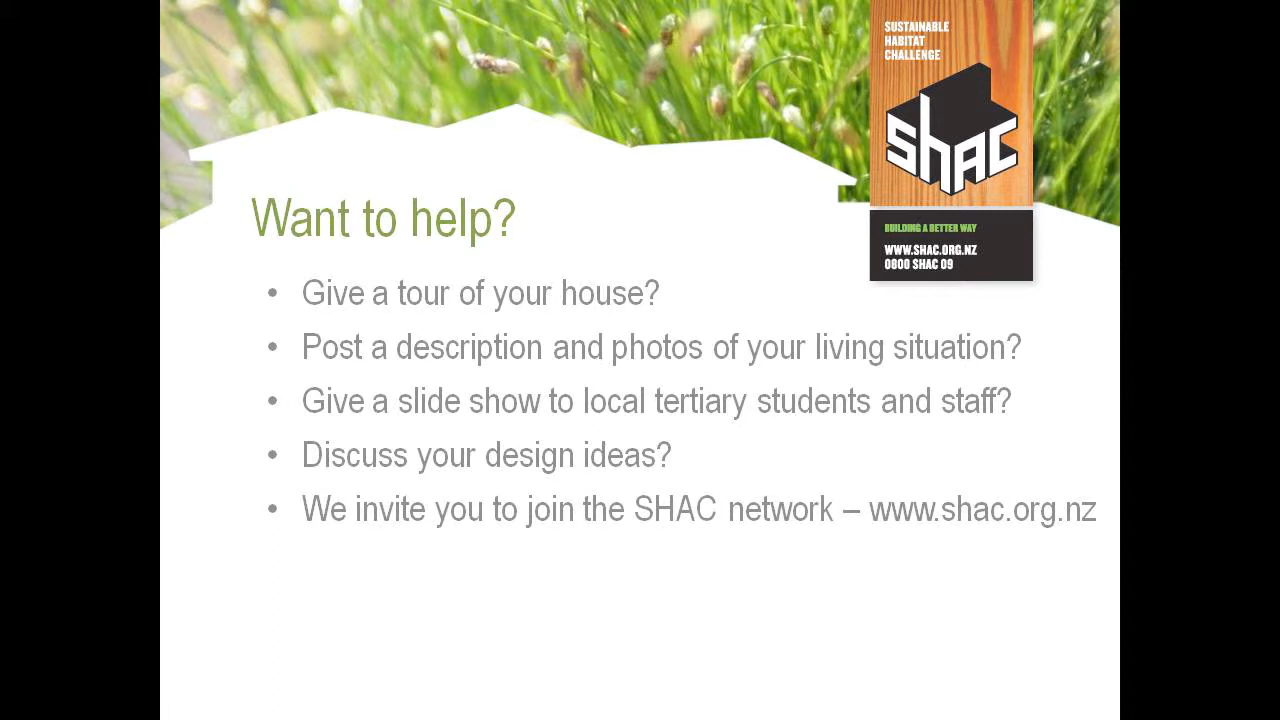 SUSTAINABLE
HABITAT
CHALLENGE
shac
BUILDING A BETTER WAY
WWW.SHAC.ORG.NZ
0800 SHAC 09
Want to help?
• Give a tour of your house?
• Post a description and photos of your living situation?
• Give a slide show to local tertiary students and staff?
• Discuss your design ideas?
• We invite you to join the SHAC network – www.shac.org.nz